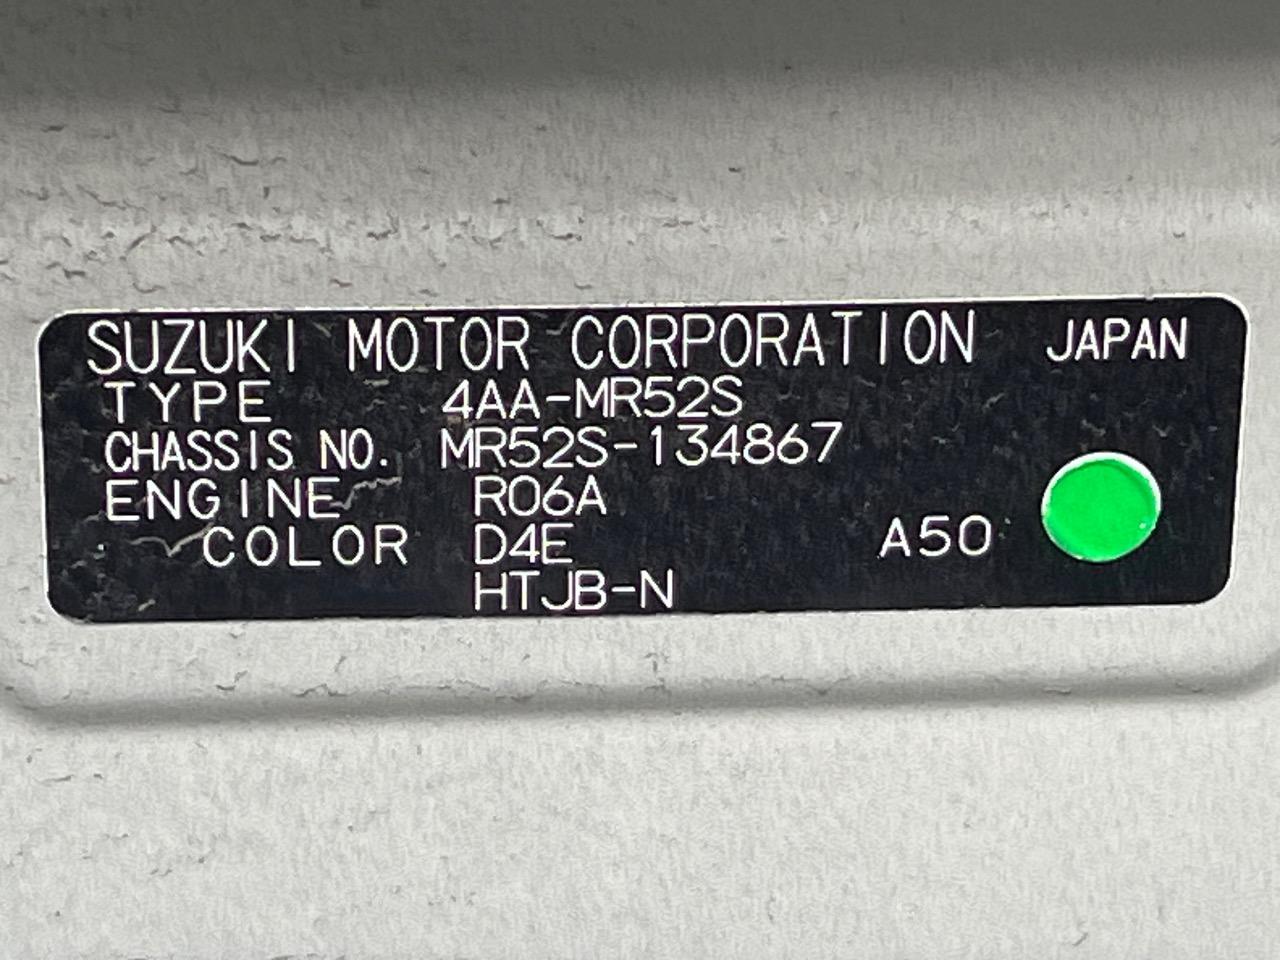 SUZUKI MOTOR CORPORATION JAPAN
TYPE 4AA-MR52S
CHASSIS NO. MR52S-134867
ENGINE R06A
COLOR D4E A50
HTJB-N